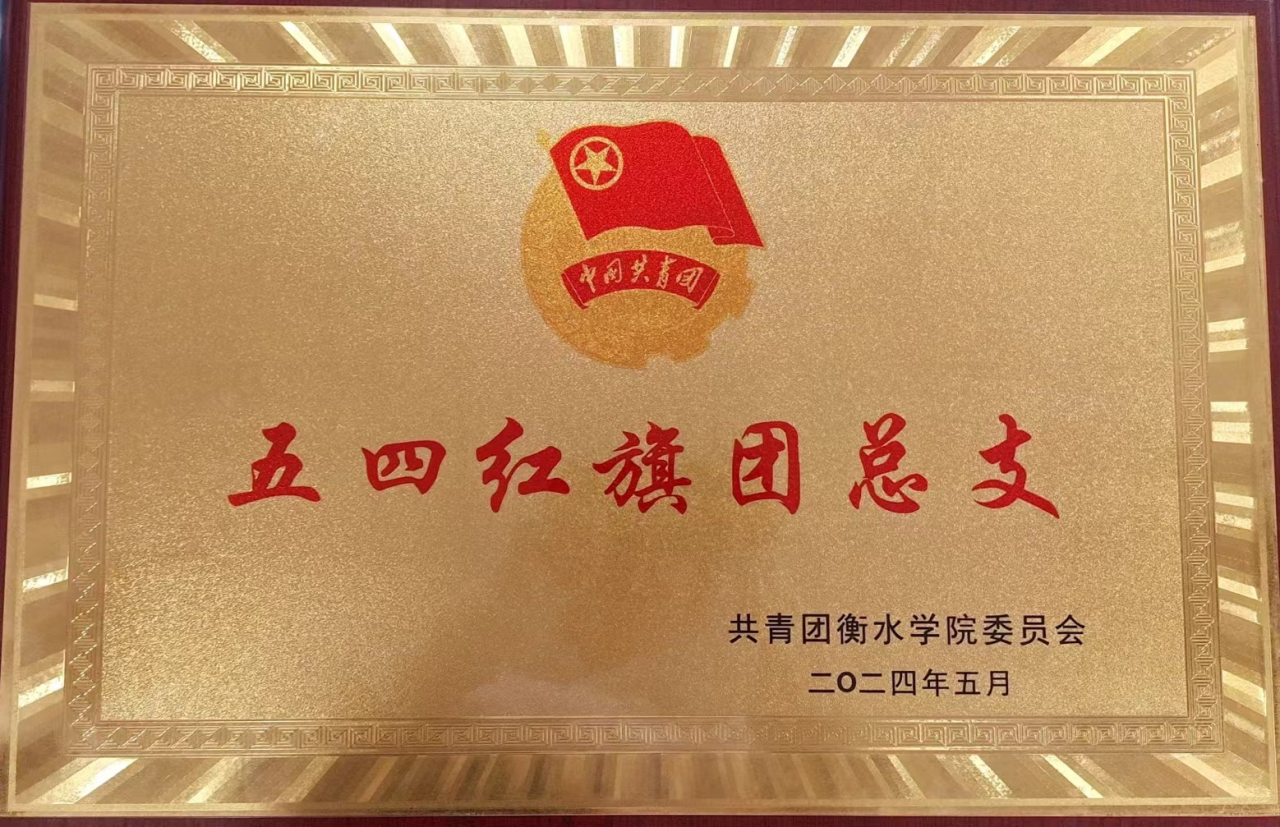 中国共青团
五四红旗团总支
共青团衡水学院委员会
二O二四年五月